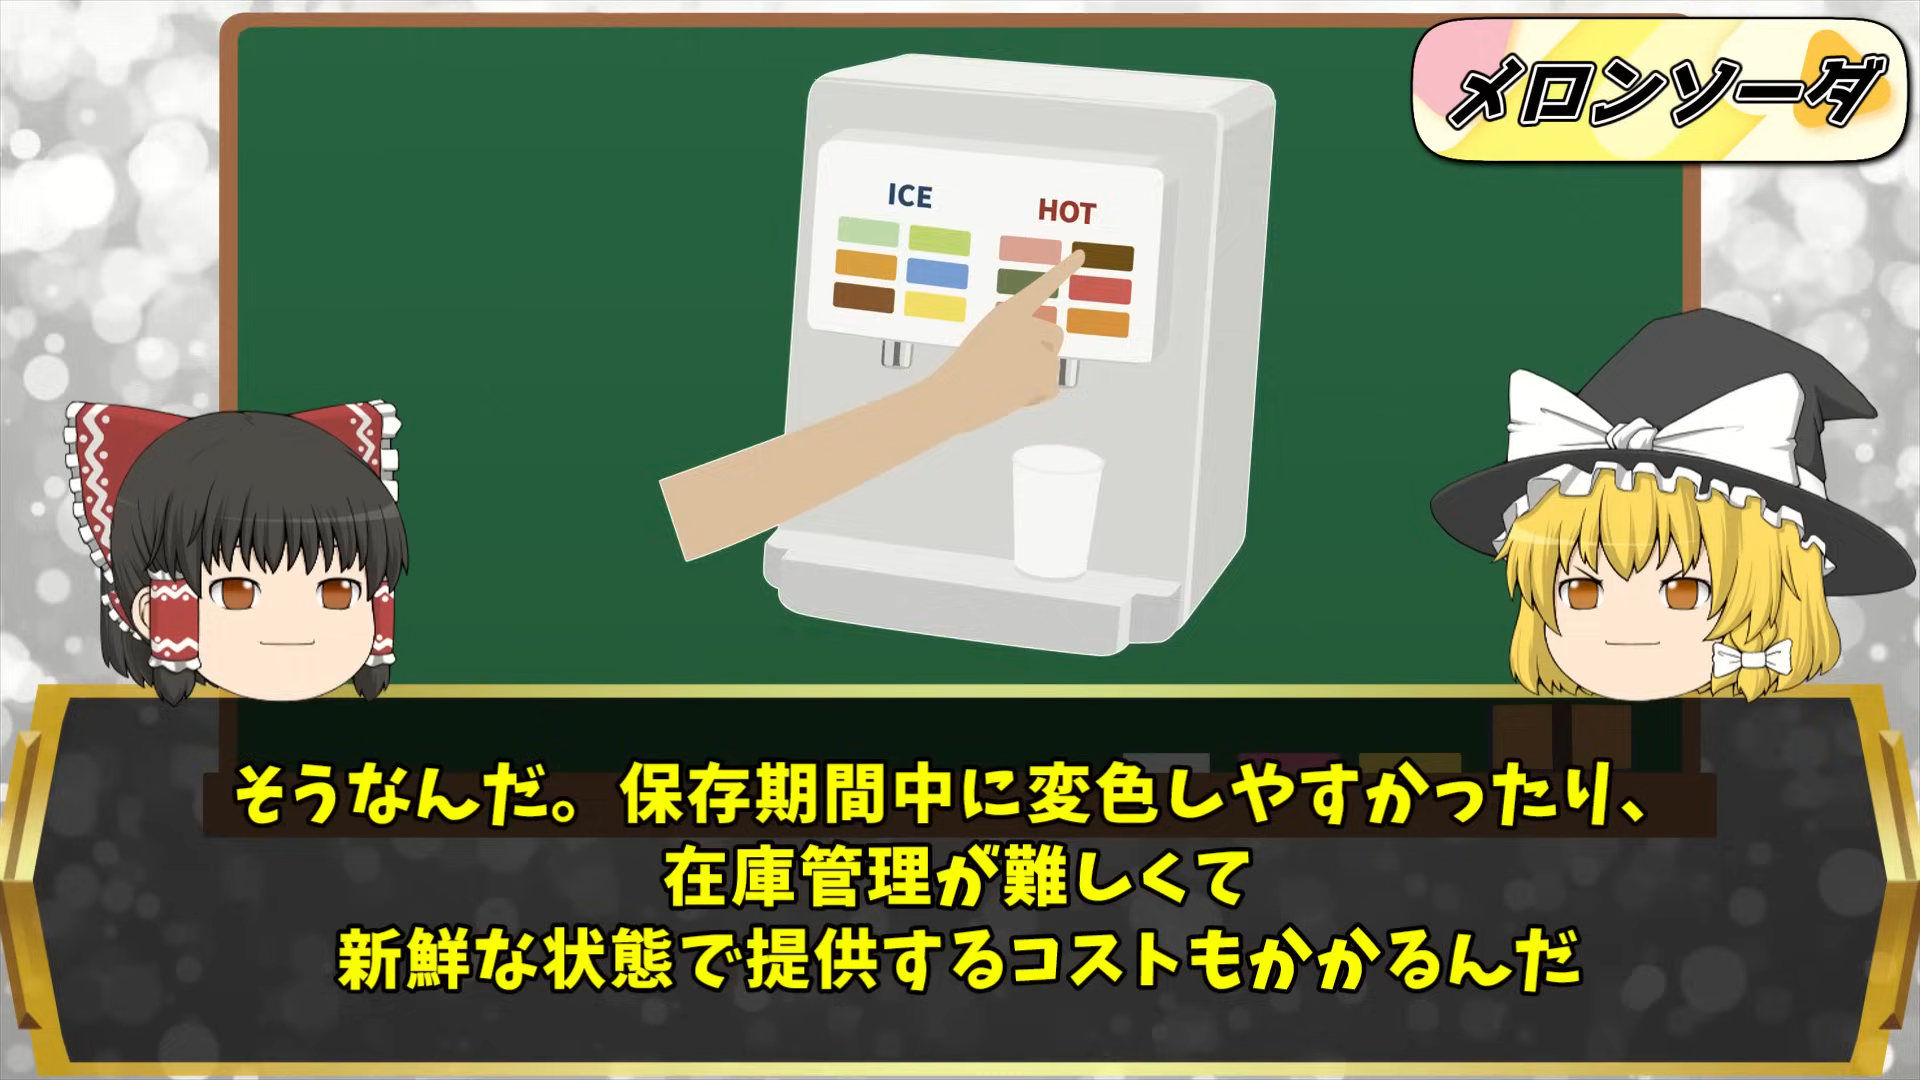 メロンソーダ
ICE
HOT
そうなんだ。保存期間中に変色しやすかったり、
在庫管理が難しくて
新鮮な状態で提供するコストもかかるんだ